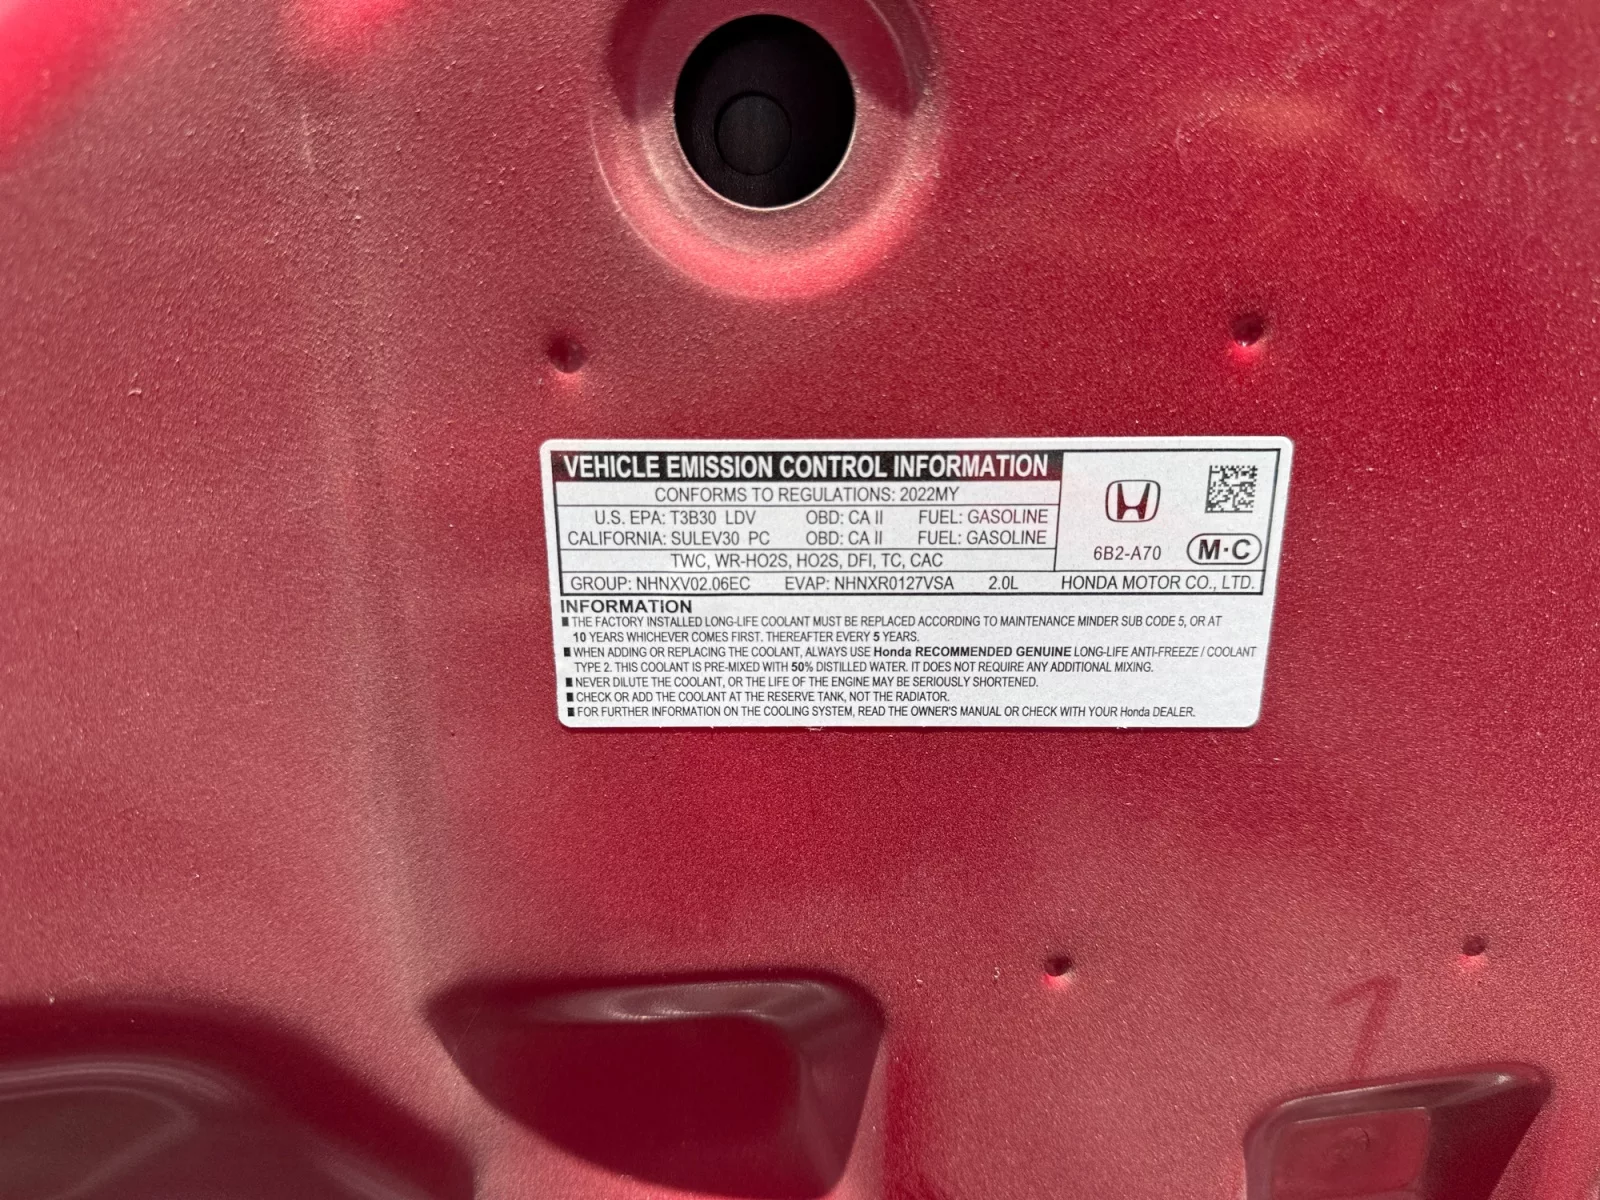 VEHICLE EMISSION CONTROL INFORMATION
CONFORMS TO REGULATIONS: 2022MY
U.S. EPA: T3B30 LDV OBD: CA II FUEL: GASOLINE
CALIFORNIA: SULEV30 PC OBD: CA II FUEL: GASOLINE
TWC, WR-HO2S, HO2S, DFI, TC, CAC
6B2-A70 M·C
GROUP: NHNXV02.06EC EVAP: NHNXR0127VSA 2.0L HONDA MOTOR CO., LTD.
INFORMATION
■ THE FACTORY INSTALLED LONG-LIFE COOLANT MUST BE REPLACED ACCORDING TO MAINTENANCE MINDER SUB CODE 5, OR AT
10 YEARS WHICHEVER COMES FIRST. THEREAFTER EVERY 5 YEARS.
■ WHEN ADDING OR REPLACING THE COOLANT, ALWAYS USE Honda RECOMMENDED GENUINE LONG-LIFE ANTI-FREEZE / COOLANT
TYPE 2. THIS COOLANT IS PRE-MIXED WITH 50% DISTILLED WATER. IT DOES NOT REQUIRE ANY ADDITIONAL MIXING.
■ NEVER DILUTE THE COOLANT, OR THE LIFE OF THE ENGINE MAY BE SERIOUSLY SHORTENED.
■ CHECK OR ADD THE COOLANT AT THE RESERVE TANK, NOT THE RADIATOR.
■ FOR FURTHER INFORMATION ON THE COOLING SYSTEM, READ THE OWNER'S MANUAL OR CHECK WITH YOUR Honda DEALER.